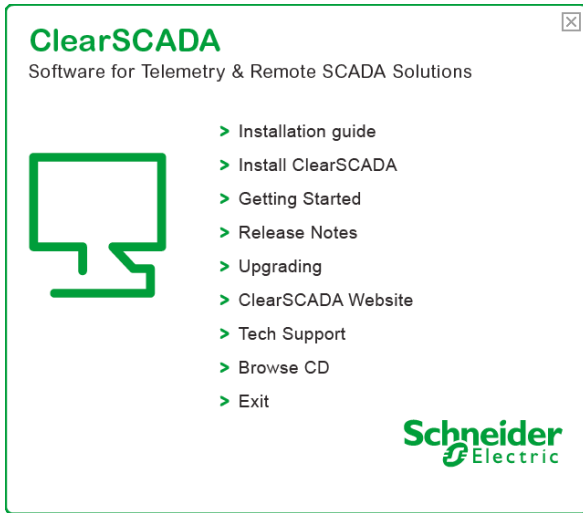 ClearSCADA
Software for Telemetry & Remote SCADA Solutions
> Installation guide
> Install ClearSCADA
> Getting Started
> Release Notes
> Upgrading
> ClearSCADA Website
> Tech Support
> Browse CD
> Exit
Schneider
Electric